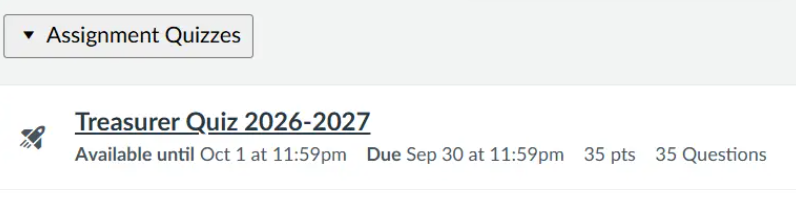 Assignment Quizzes
Treasurer Quiz 2026-2027
Available until Oct 1 at 11:59pm Due Sep 30 at 11:59pm 35 pts 35 Questions